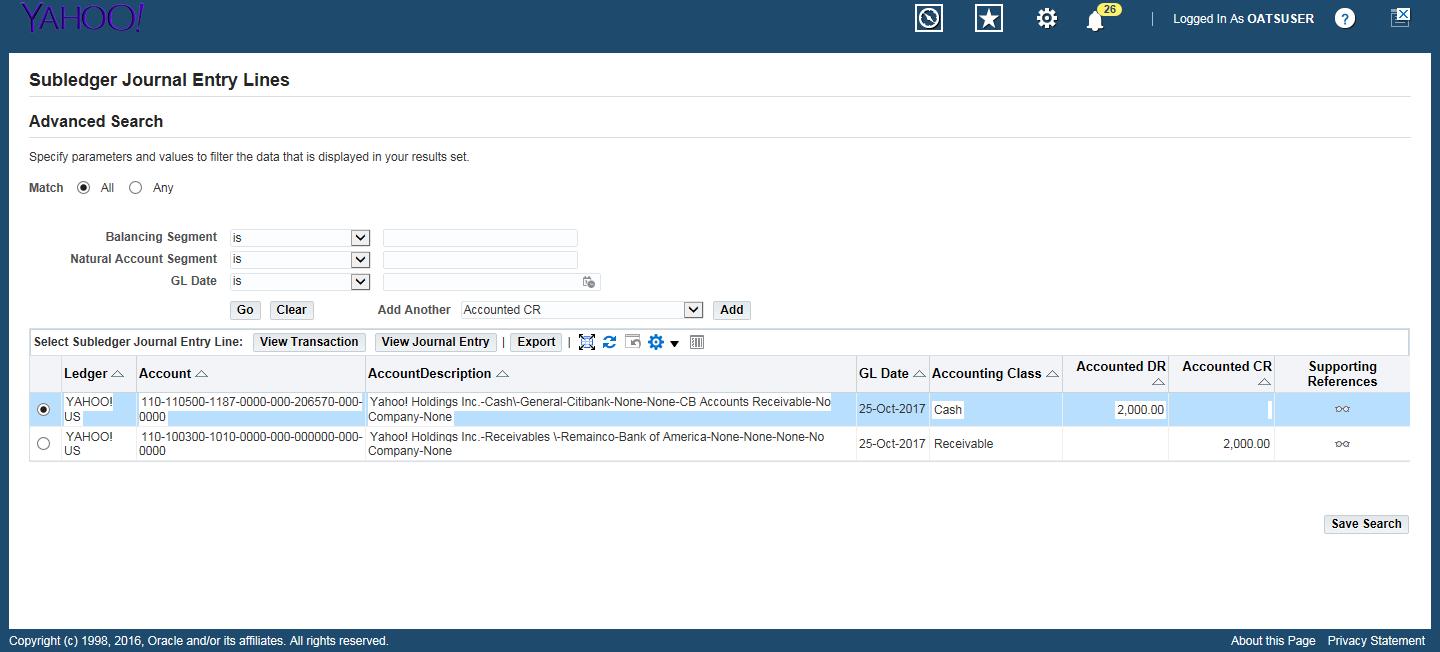 YAHOO!
26
Logged In As OATSUSER
?
Subledger Journal Entry Lines
Advanced Search
Specify parameters and values to filter the data that is displayed in your results set.
Match All Any
Balancing Segment is
Natural Account Segment is
GL Date is
Go Clear Add Another Accounted CR Add
Select Subledger Journal Entry Line: View Transaction View Journal Entry | Export |
Ledger Account AccountDescription GL Date Accounting Class Accounted DR Accounted CR Supporting
References
YAHOO! 110-110500-1187-0000-000-206570-000- Yahoo! Holdings Inc.-Cash\-General-Citibank-None-None-CB Accounts Receivable-No 25-Oct-2017 Cash 2,000.00
US 0000 Company-None
YAHOO! 110-100300-1010-0000-000-000000-000- Yahoo! Holdings Inc.-Receivables \-Remainco-Bank of America-None-None-None-No 25-Oct-2017 Receivable 2,000.00
US 0000 Company-None
Save Search
Copyright (c) 1998, 2016, Oracle and/or its affiliates. All rights reserved. About this Page Privacy Statement